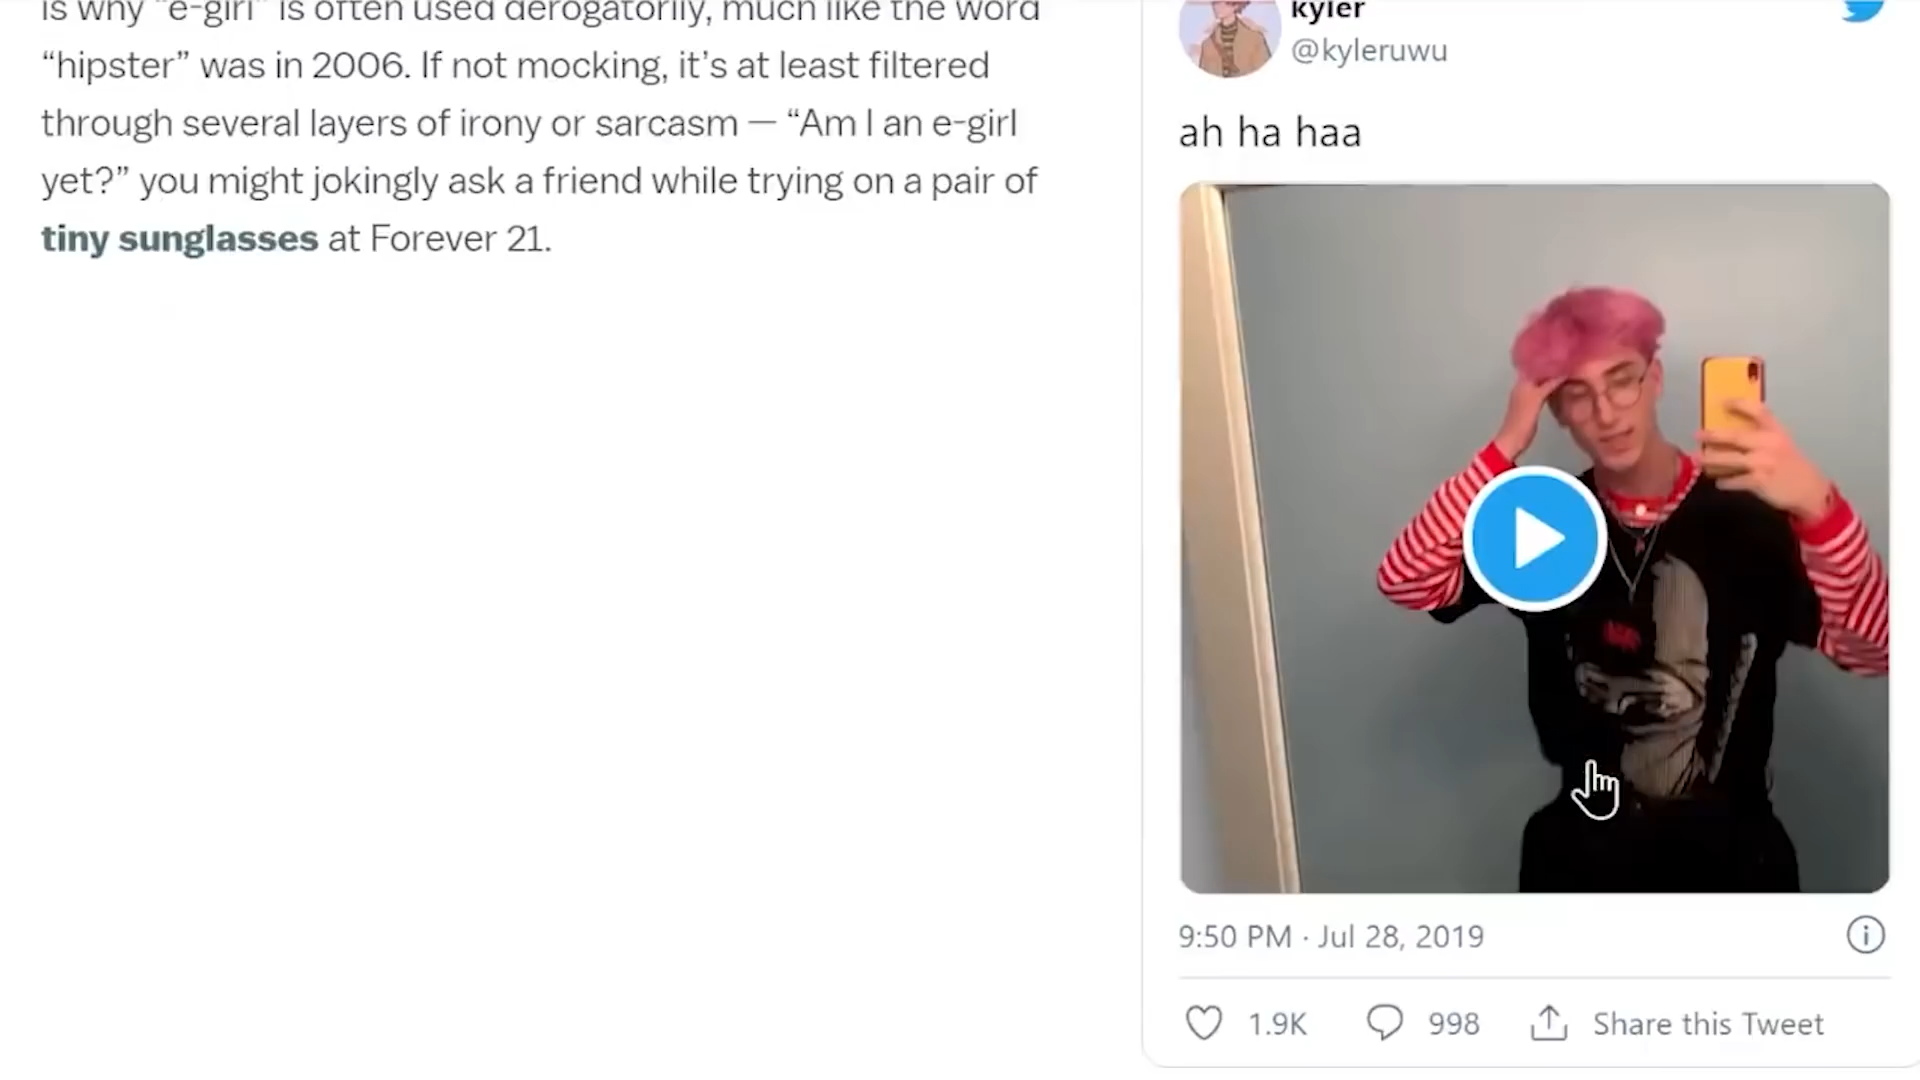 is why “e-girl” is often used derogatorily, much like the word
“hipster” was in 2006. If not mocking, it’s at least filtered
through several layers of irony or sarcasm — “Am I an e-girl
yet?” you might jokingly ask a friend while trying on a pair of
tiny sunglasses at Forever 21.
kyler
@kyleruwu
ah ha haa
9:50 PM · Jul 28, 2019
1.9K 998 Share this Tweet